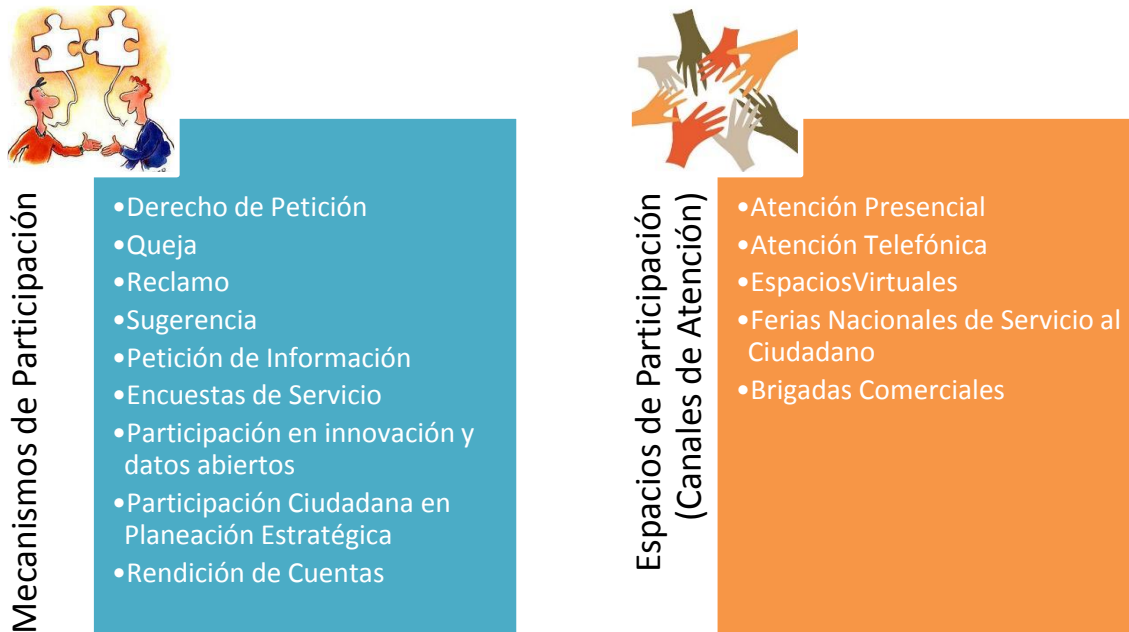 Mecanismos de Participación
•Derecho de Petición
•Queja
•Reclamo
•Sugerencia
•Petición de Información
•Encuestas de Servicio
•Participación en innovación y
datos abiertos
•Participación Ciudadana en
Planeación Estratégica
•Rendición de Cuentas
Espacios de Participación
(Canales de Atención)
•Atención Presencial
•Atención Telefónica
•EspaciosVirtuales
•Ferias Nacionales de Servicio al
Ciudadano
•Brigadas Comerciales